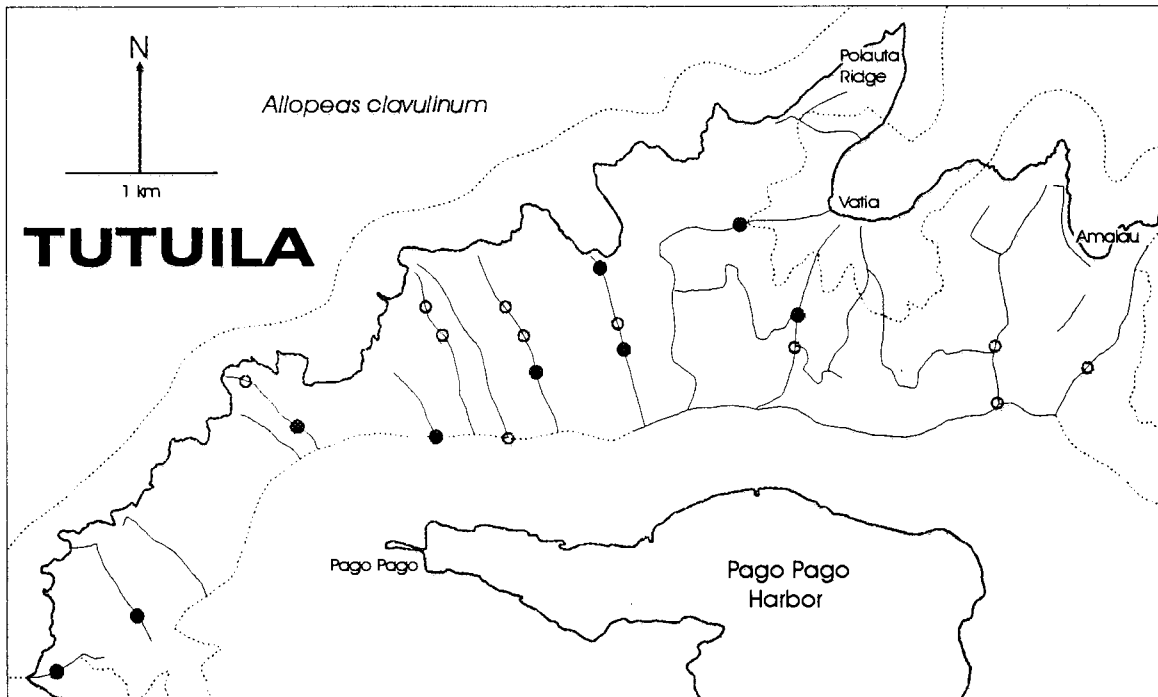 N
Allopeas clavulinum
1 km
TUTUILA
Polauta
Ridge
Vatia
Amalau
Pago Pago
Pago Pago
Harbor